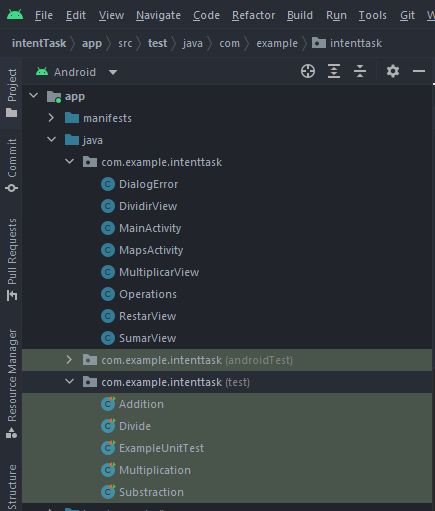 File Edit View Navigate Code Refactor Build Run Tools Git W
intentTask app src test java com example intenttask
Project
Android
app
manifests
java
com.example.intenttask
DialogError
DividirView
MainActivity
MapsActivity
MultiplicarView
Operations
RestarView
SumarView
com.example.intenttask (androidTest)
com.example.intenttask (test)
Addition
Divide
ExampleUnitTest
Multiplication
Substraction
Commit
Pull Requests
Resource Manager
Structure